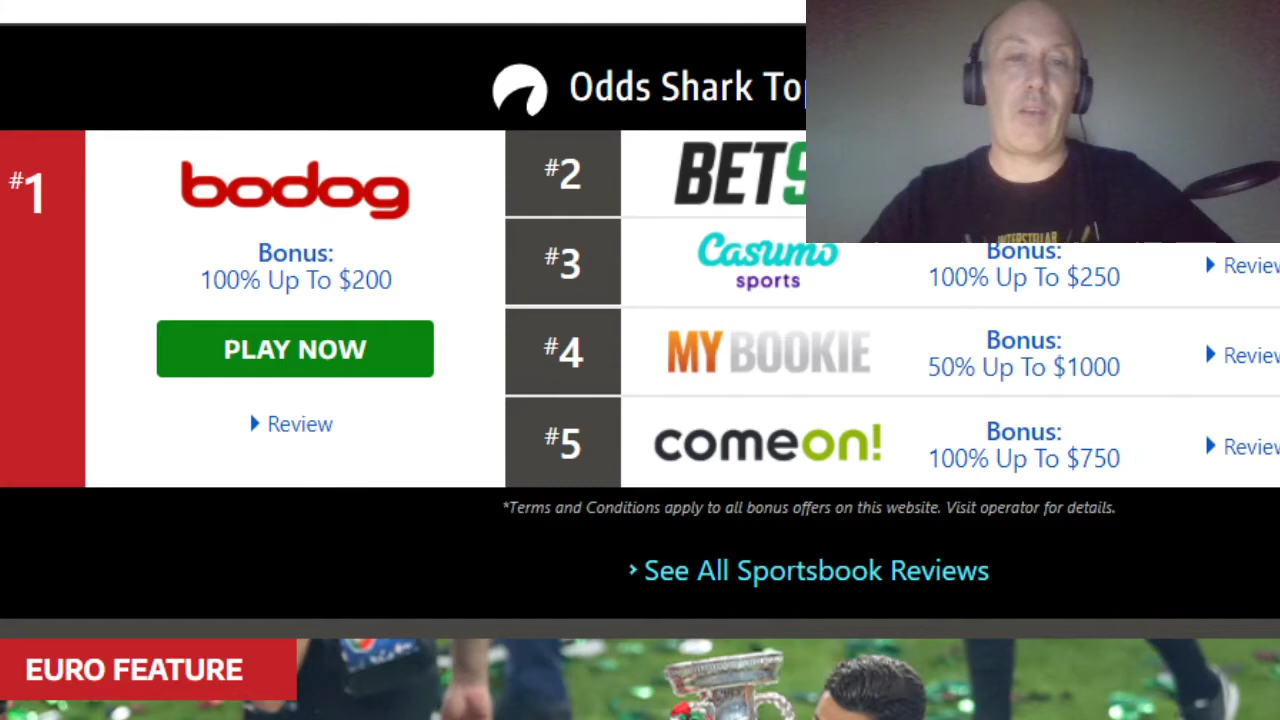 Odds Shark
#1
bodog
Bonus:
100% Up To $200
PLAY NOW
Review
#2
#3
Casumo
sports
Bonus:
100% Up To $250
Review
#4
MY BOOKIE
Bonus:
50% Up To $1000
Review
#5
comeon!
Bonus:
100% Up To $750
Review
*Terms and Conditions apply to all bonus offers on this website. Visit operator for details.
See All Sportsbook Reviews
EURO FEATURE
INTERSTELLAR